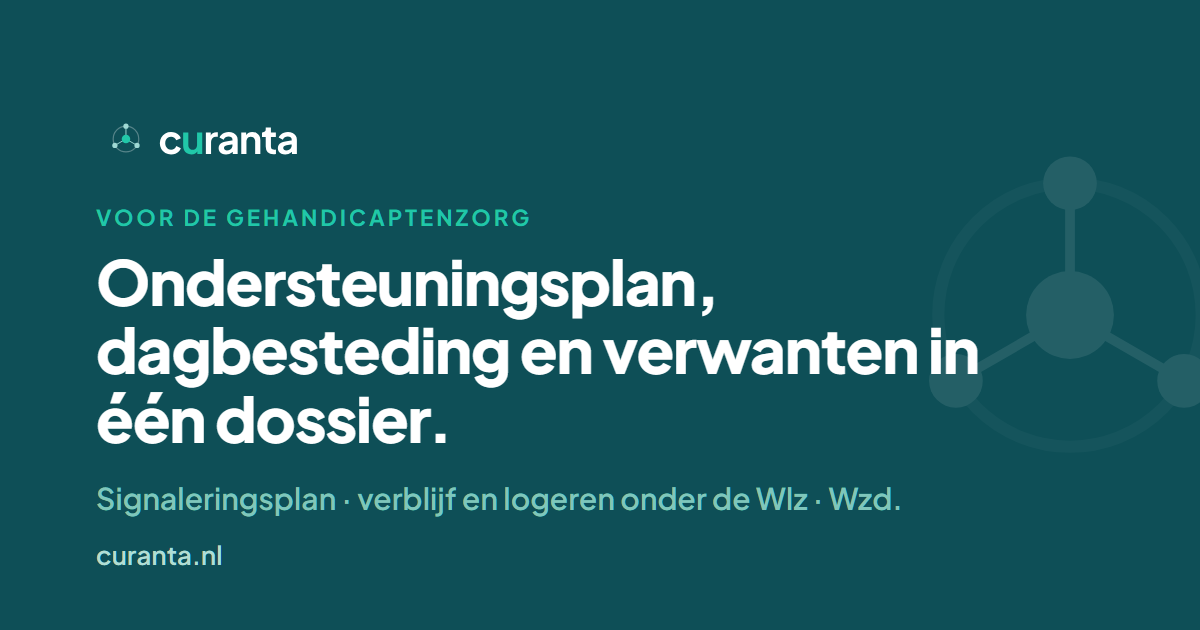 curanta
VOOR DE GEHANDICAPTENZORG
Ondersteuningsplan,
dagbesteding en verwanten in
één dossier.
Signaleringsplan · verblijf en logeren onder de Wlz · Wzd.
curanta.nl